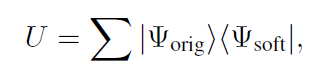 U = ∑ |Ψ_orig⟩⟨Ψ_soft|,